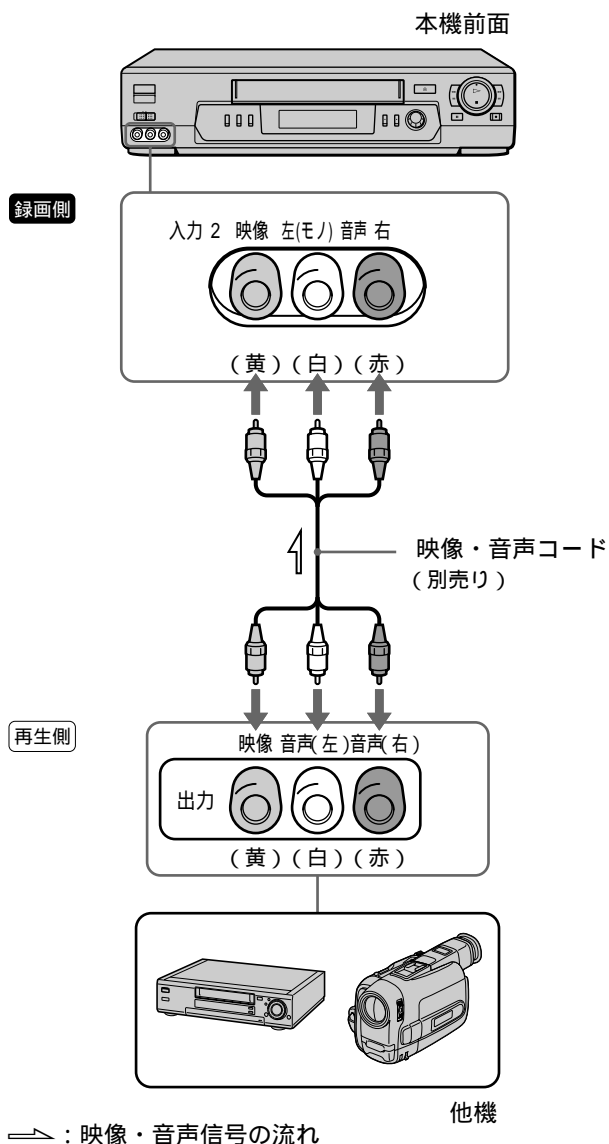 本機前面
録画側
入力 2 映像 左(モノ) 音声 右
(黄)(白)(赤)
映像・音声コード
(別売り)
再生側
映像 音声(左)音声(右)
出力
(黄)(白)(赤)
他機
:映像・音声信号の流れ